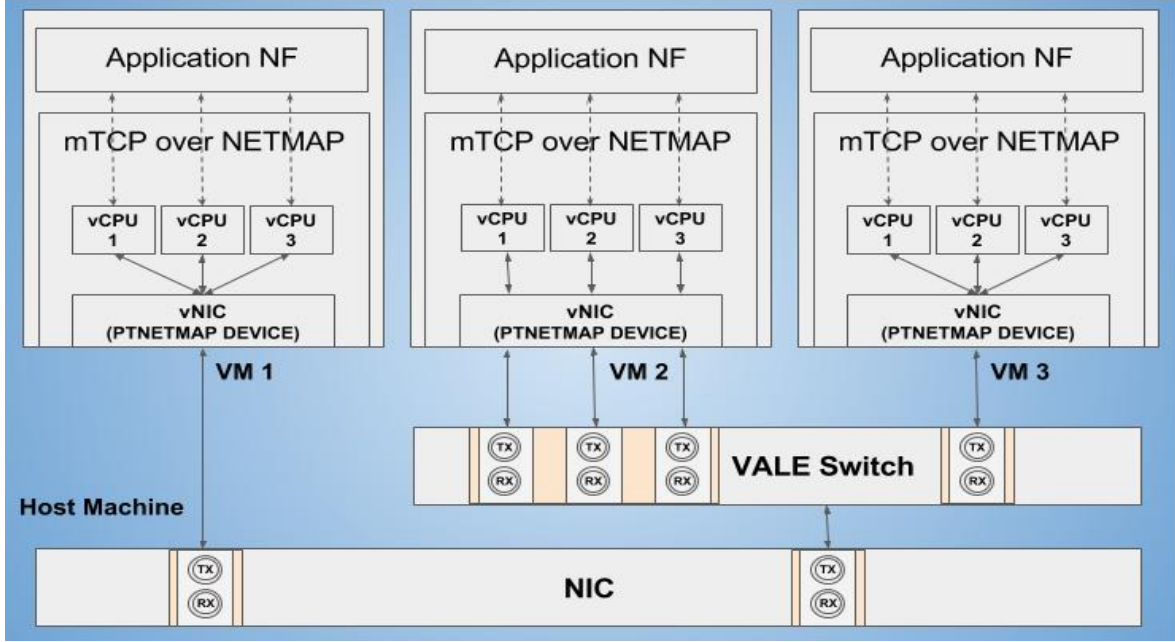 Application NF
mTCP over NETMAP
vCPU
1
vCPU
2
vCPU
3
vNIC
(PTNETMAP DEVICE)
VM 1
Application NF
mTCP over NETMAP
vCPU
1
vCPU
2
vCPU
3
vNIC
(PTNETMAP DEVICE)
VM 2
Application NF
mTCP over NETMAP
vCPU
1
vCPU
2
vCPU
3
vNIC
(PTNETMAP DEVICE)
VM 3
TX
RX
TX
RX
TX
RX
VALE Switch
TX
RX
Host Machine
TX
RX
NIC
TX
RX